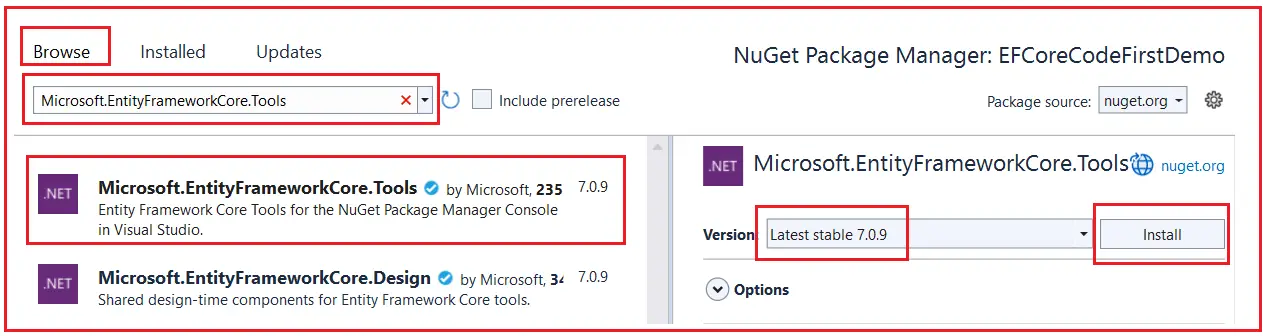 Browse Installed Updates
NuGet Package Manager: EFCoreCodeFirstDemo
Microsoft.EntityFrameworkCore.Tools
Include prerelease
Package source: nuget.org
.NET
Microsoft.EntityFrameworkCore.Tools by Microsoft, 235 7.0.9
Entity Framework Core Tools for the NuGet Package Manager Console
in Visual Studio.
.NET
Microsoft.EntityFrameworkCore.Design by Microsoft, 34 7.0.9
Shared design-time components for Entity Framework Core tools.
.NET
Microsoft.EntityFrameworkCore.Tools nuget.org
Version: Latest stable 7.0.9 Install
Options